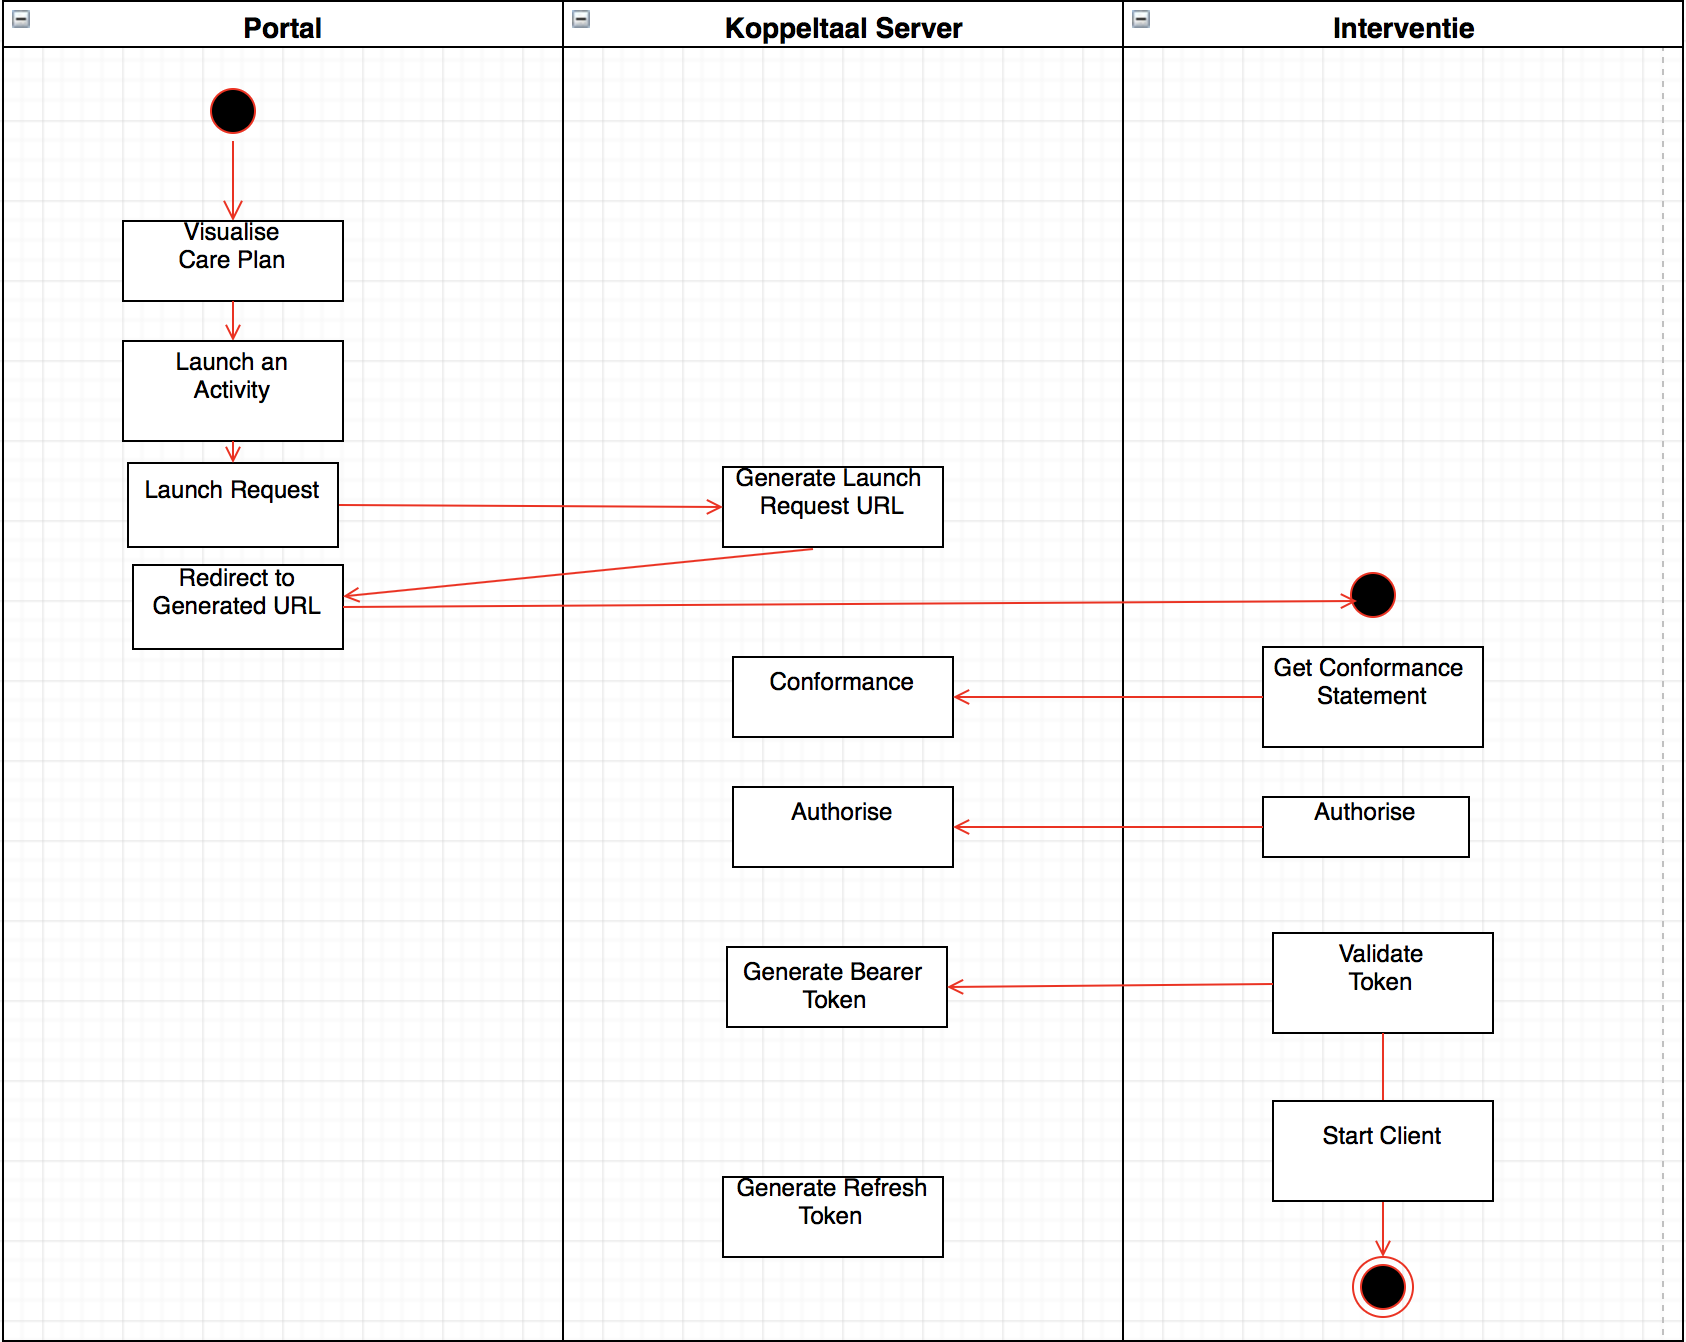 Portal
Koppeltaal Server
Interventie
Visualise
Care Plan
Launch an
Activity
Launch Request
Generate Launch
Request URL
Redirect to
Generated URL
Conformance
Get Conformance
Statement
Authorise
Authorise
Generate Bearer
Token
Validate
Token
Start Client
Generate Refresh
Token